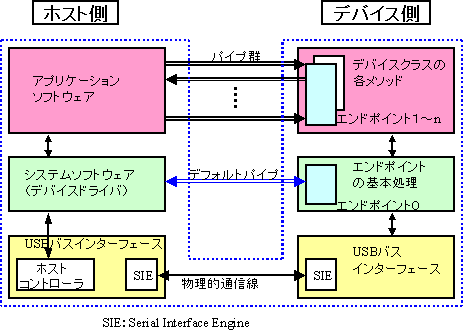 ホスト側
デバイス側
パイプ群
アプリケーション
ソフトウェア
デバイスクラスの
各メソッド
エンドポイント1～n
システムソフトウェア
(デバイスドライバ)
デフォルトパイプ
エンドポイント
の基本処理
エンドポイント0
USBバスインターフェース
ホスト
コントローラ
SIE
物理的通信線
SIE
USBバス
インターフェース
SIE: Serial Interface Engine